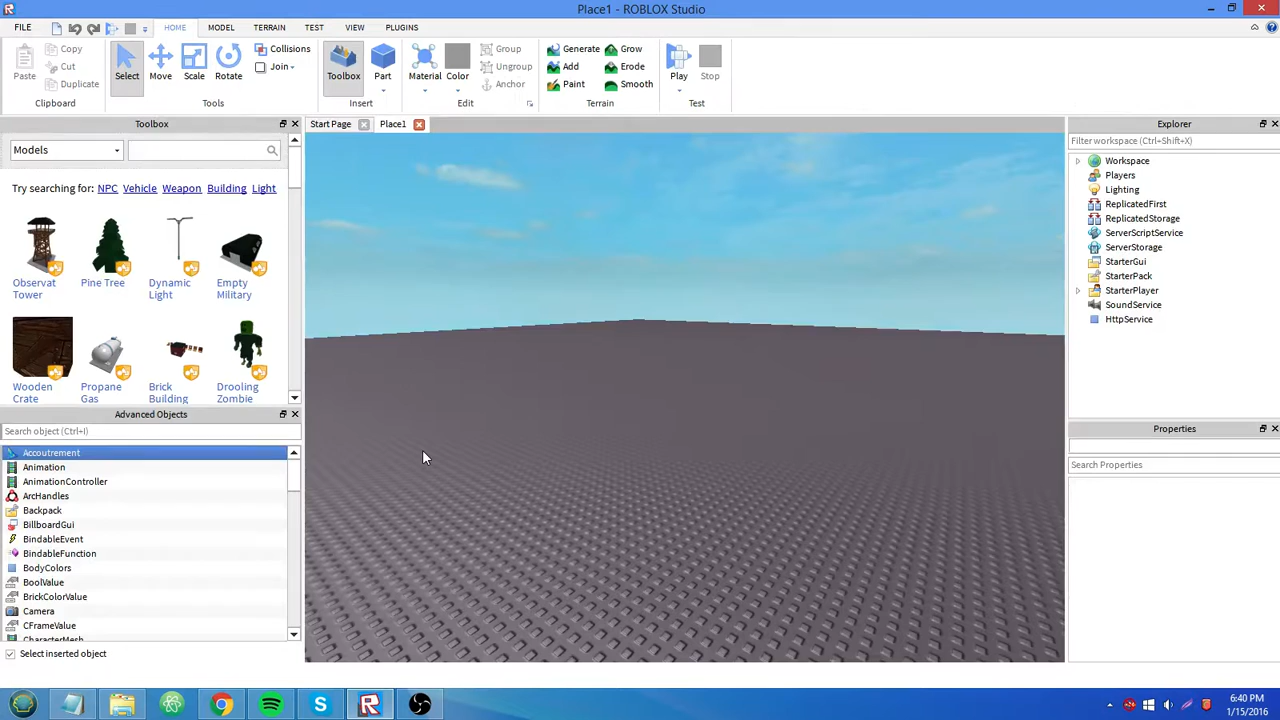 Place1 - ROBLOX Studio
FILE HOME MODEL TERRAIN TEST VIEW PLUGINS
Paste
Copy
Cut
Duplicate
Clipboard
Select
Move
Scale
Rotate
Collisions
Join
Tools
Toolbox
Part
Insert
Material
Color
Group
Ungroup
Anchor
Edit
Generate
Add
Paint
Grow
Erode
Smooth
Terrain
Play
Stop
Test
Toolbox
Models
Try searching for: NPC Vehicle Weapon Building Light
Observat
Tower
Pine Tree
Dynamic
Light
Empty
Military
Wooden
Crate
Propane
Gas
Brick
Building
Drooling
Zombie
Advanced Objects
Search object (Ctrl+I)
Accoutrement
Animation
AnimationController
ArcHandles
Backpack
BillboardGui
BindableEvent
BindableFunction
BodyColors
BoolValue
BrickColorValue
Camera
CFrameValue
CharacterMesh
Select inserted object
Start Page
Place1
Explorer
Filter workspace (Ctrl+Shift+X)
Workspace
Players
Lighting
ReplicatedFirst
ReplicatedStorage
ServerScriptService
ServerStorage
StarterGui
StarterPack
StarterPlayer
SoundService
HttpService
Properties
Search Properties
6:40 PM
1/15/2016